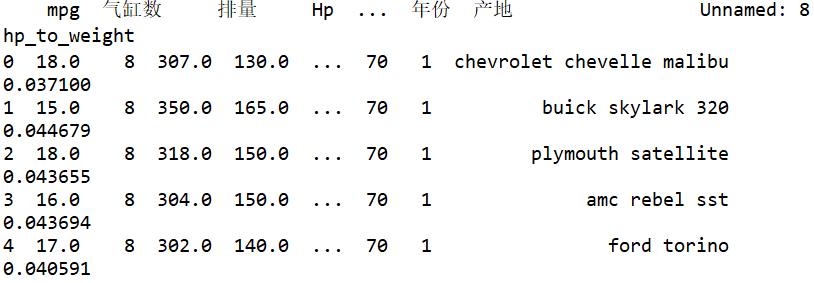 mpg 气缸数 排量 Hp ... 年份 产地 Unnamed: 8
hp_to_weight
0 18.0 8 307.0 130.0 ... 70 1 chevrolet chevelle malibu
0.037100
1 15.0 8 350.0 165.0 ... 70 1 buick skylark 320
0.044679
2 18.0 8 318.0 150.0 ... 70 1 plymouth satellite
0.043655
3 16.0 8 304.0 150.0 ... 70 1 amc rebel sst
0.043694
4 17.0 8 302.0 140.0 ... 70 1 ford torino
0.040591